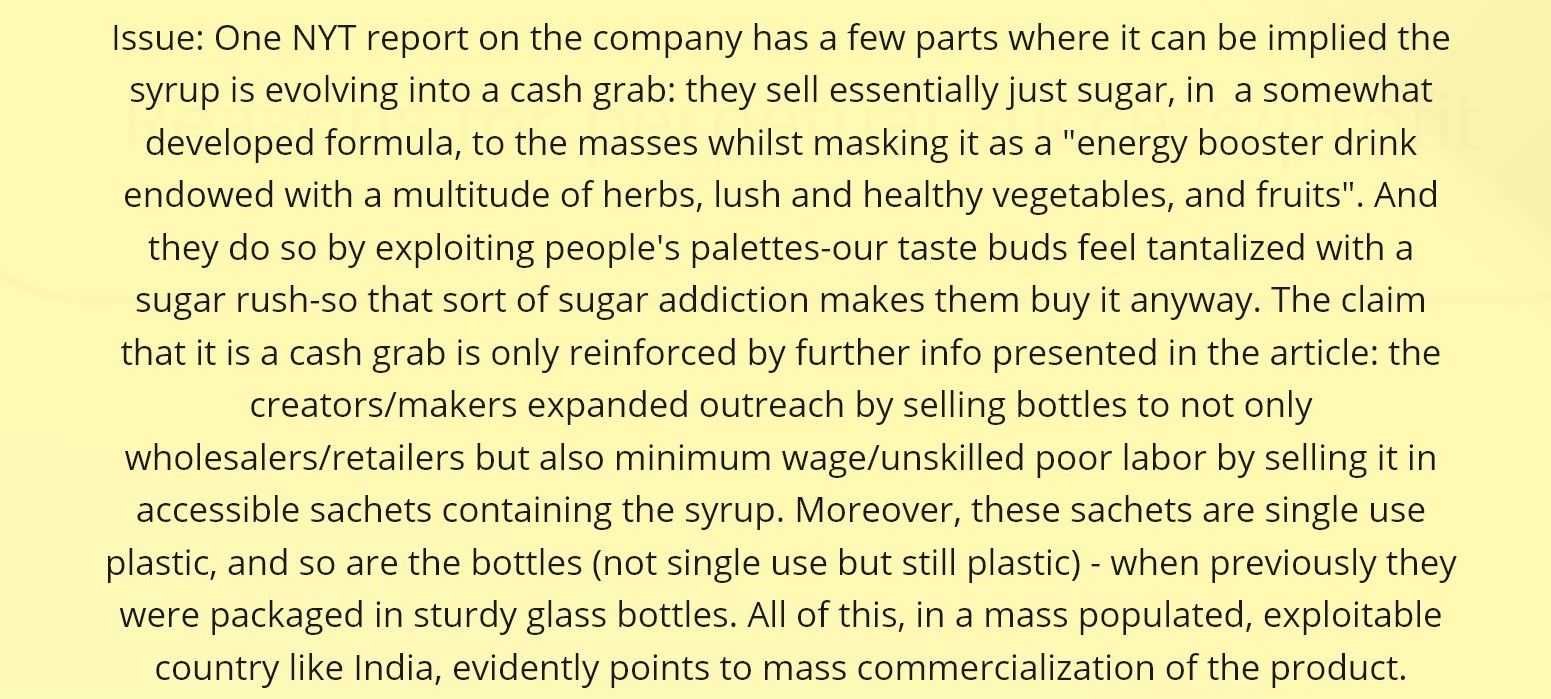 Issue: One NYT report on the company has a few parts where it can be implied the
syrup is evolving into a cash grab: they sell essentially just sugar, in  a somewhat
developed formula, to the masses whilst masking it as a "energy booster drink
endowed with a multitude of herbs, lush and healthy vegetables, and fruits". And
they do so by exploiting people's palettes-our taste buds feel tantalized with a
sugar rush-so that sort of sugar addiction makes them buy it anyway. The claim
that it is a cash grab is only reinforced by further info presented in the article: the
creators/makers expanded outreach by selling bottles to not only
wholesalers/retailers but also minimum wage/unskilled poor labor by selling it in
accessible sachets containing the syrup. Moreover, these sachets are single use
plastic, and so are the bottles (not single use but still plastic) - when previously they
were packaged in sturdy glass bottles. All of this, in a mass populated, exploitable
country like India, evidently points to mass commercialization of the product.